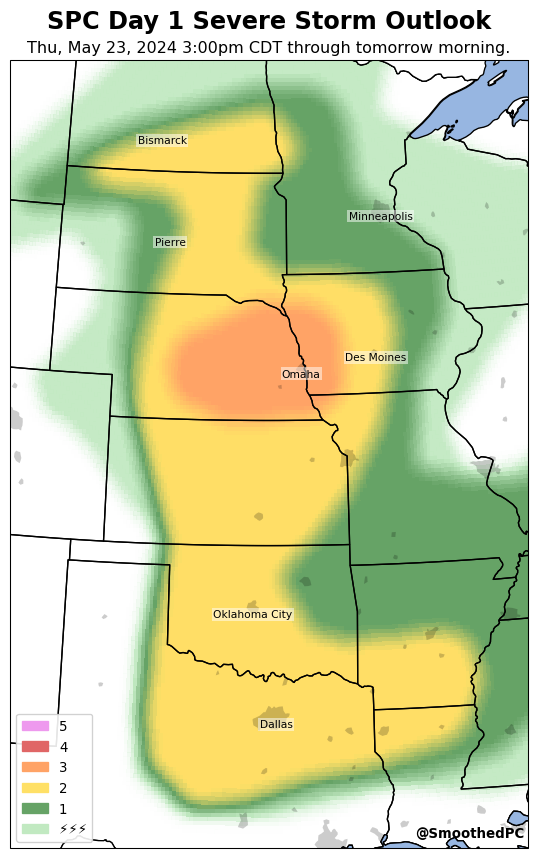 SPC Day 1 Severe Storm Outlook
Thu, May 23, 2024 3:00pm CDT through tomorrow morning.
Bismarck
Minneapolis
Pierre
Des Moines
Omaha
Oklahoma City
Dallas
5
4
3
2
1
⚡⚡⚡
@SmoothedPC